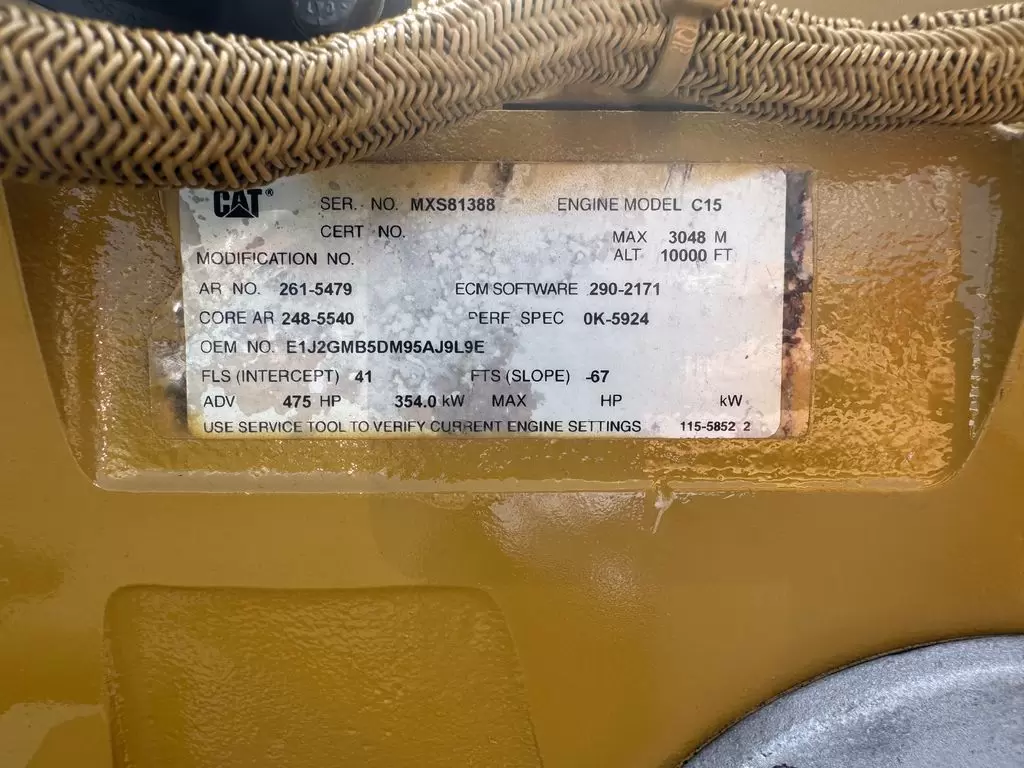 CAT® SER. NO. MXS81388 ENGINE MODEL C15
CERT NO. MAX 3048 M
MODIFICATION NO. ALT 10000 FT
AR NO. 261-5479 ECM SOFTWARE 290-2171
CORE AR 248-5540 PERF SPEC 0K-5924
OEM NO. E1J2GMB5DM95AJ9L9E
FLS (INTERCEPT) 41 FTS (SLOPE) -67
ADV 475 HP 354.0 kW MAX HP kW
USE SERVICE TOOL TO VERIFY CURRENT ENGINE SETTINGS 115-5852 2